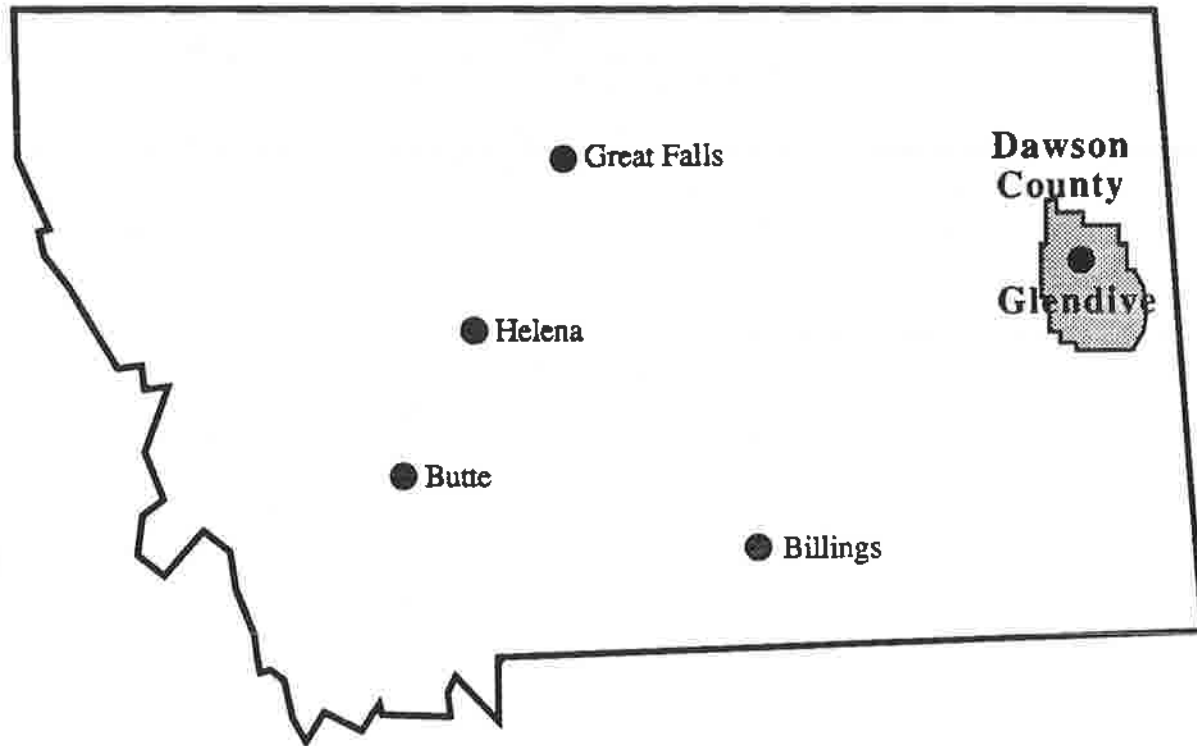 Great Falls
Dawson
County
Glendive
Helena
Butte
Billings